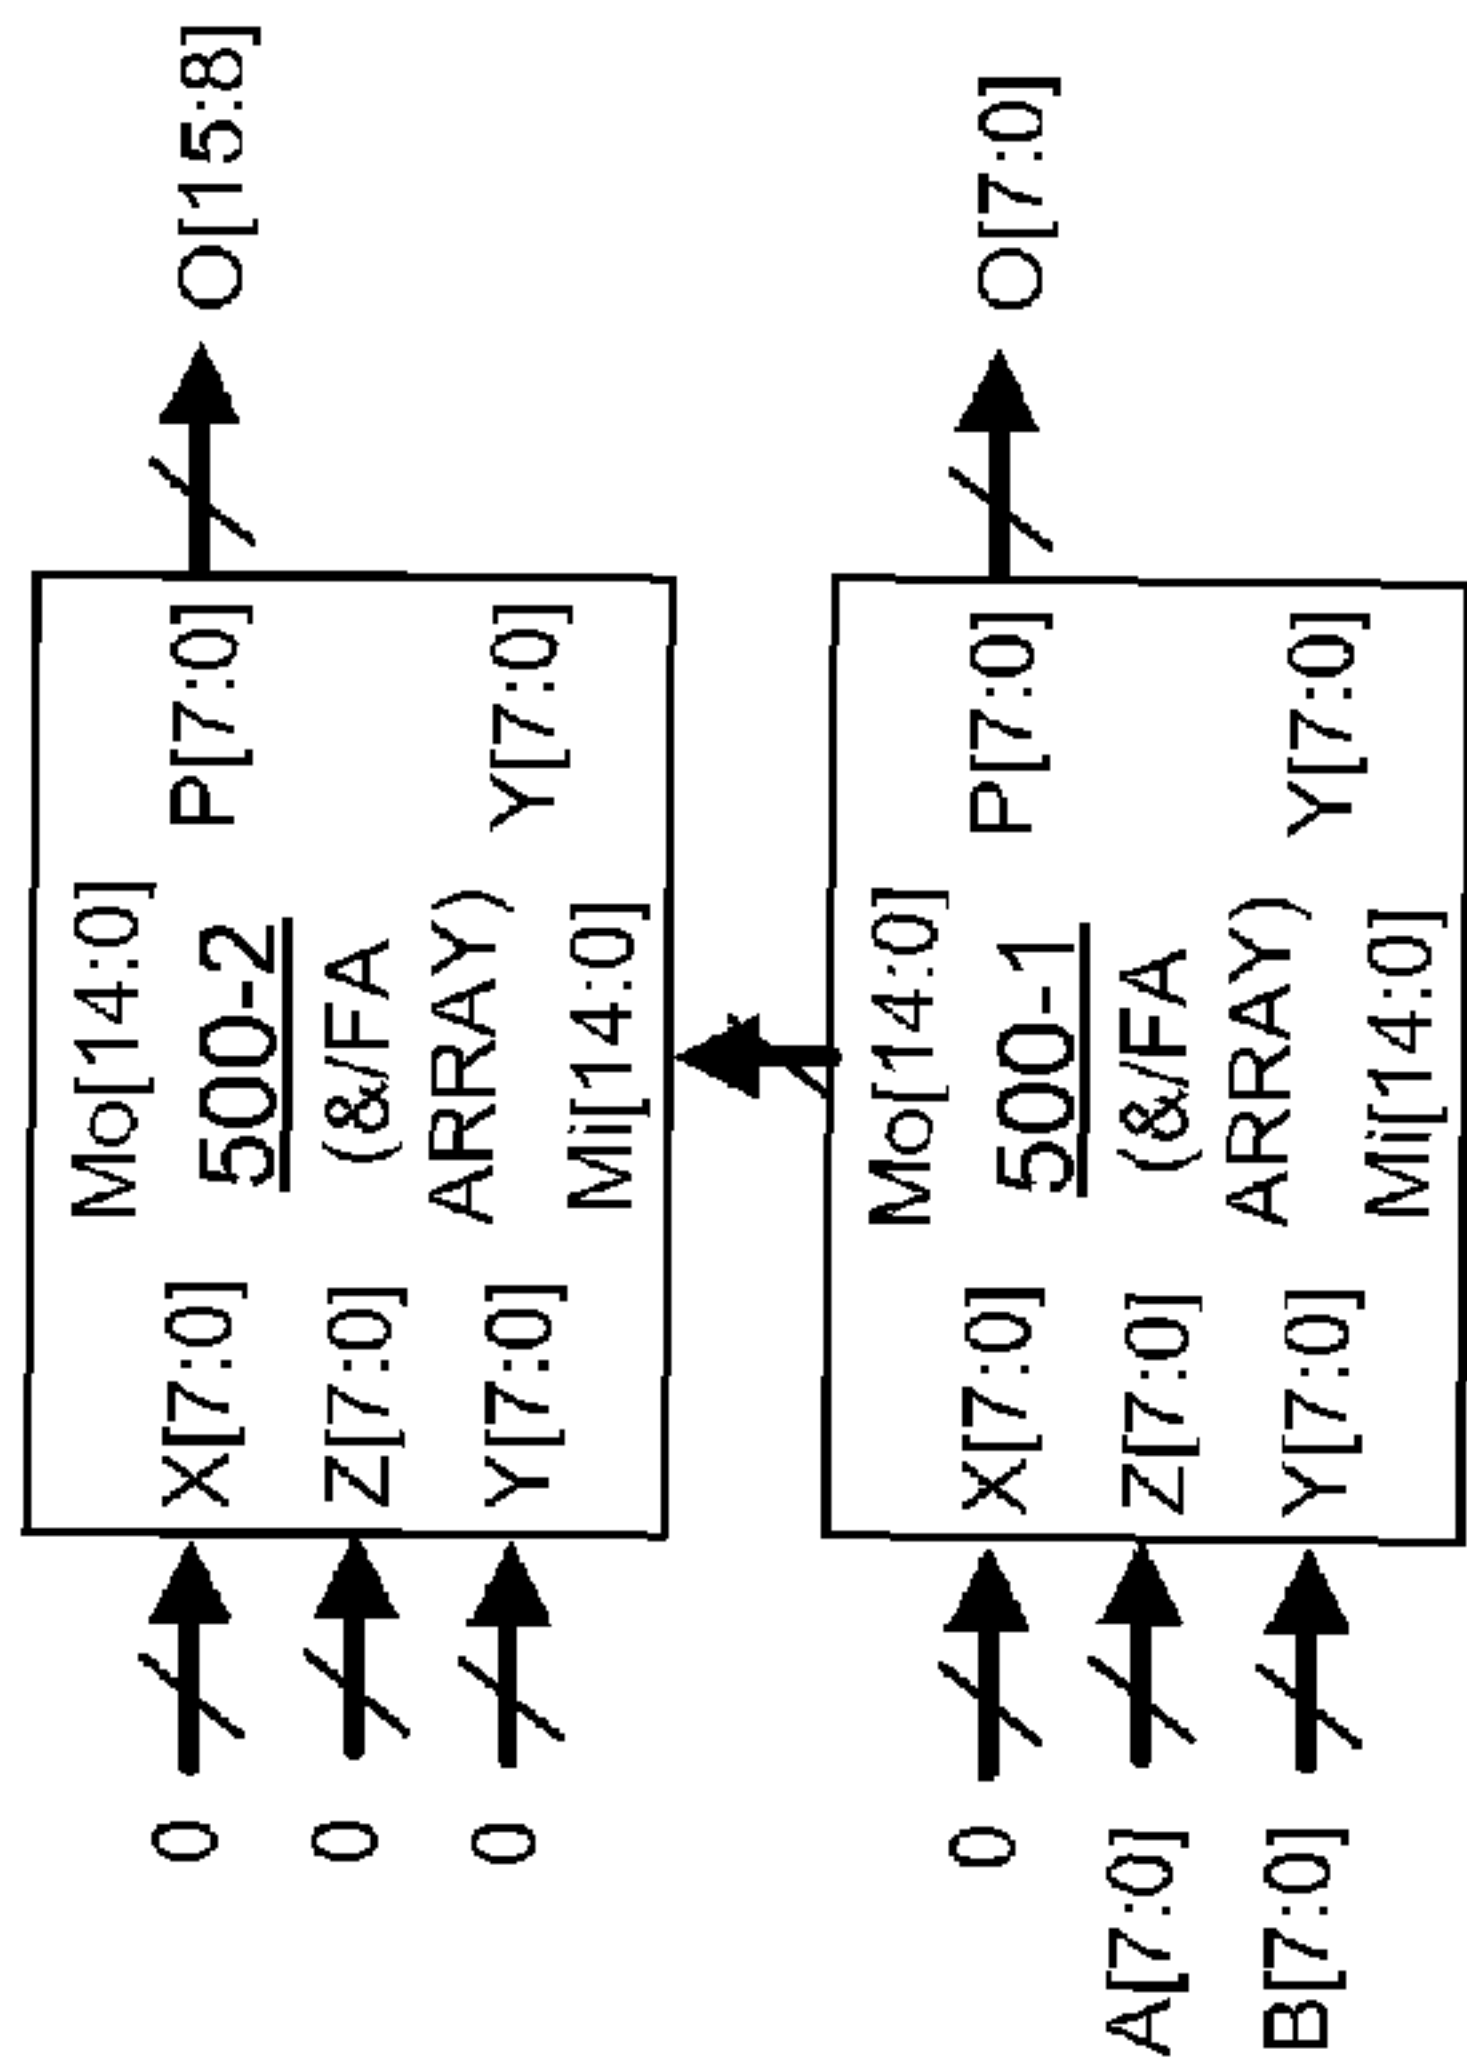 Mo[14:0]
0 X[7:0] 500-2 P[7:0] O[15:8]
0 Z[7:0] (&/FA
0 Y[7:0] ARRAY) Y[7:0]
Mi[14:0]
Mo[14:0]
0 X[7:0] 500-1 P[7:0] O[7:0]
A[7:0] Z[7:0] (&/FA
B[7:0] Y[7:0] ARRAY) Y[7:0]
Mi[14:0]